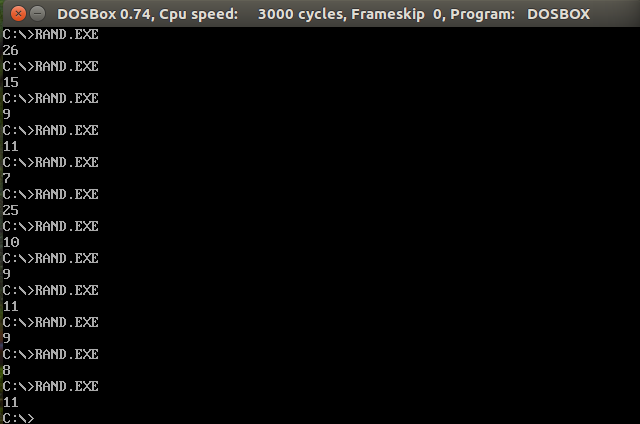 DOSBox 0.74, Cpu speed:     3000 cycles, Frameskip  0, Program:   DOSBOX
C:\>RAND.EXE
26
C:\>RAND.EXE
15
C:\>RAND.EXE
9
C:\>RAND.EXE
11
C:\>RAND.EXE
7
C:\>RAND.EXE
25
C:\>RAND.EXE
10
C:\>RAND.EXE
9
C:\>RAND.EXE
11
C:\>RAND.EXE
9
C:\>RAND.EXE
8
C:\>RAND.EXE
11
C:\>